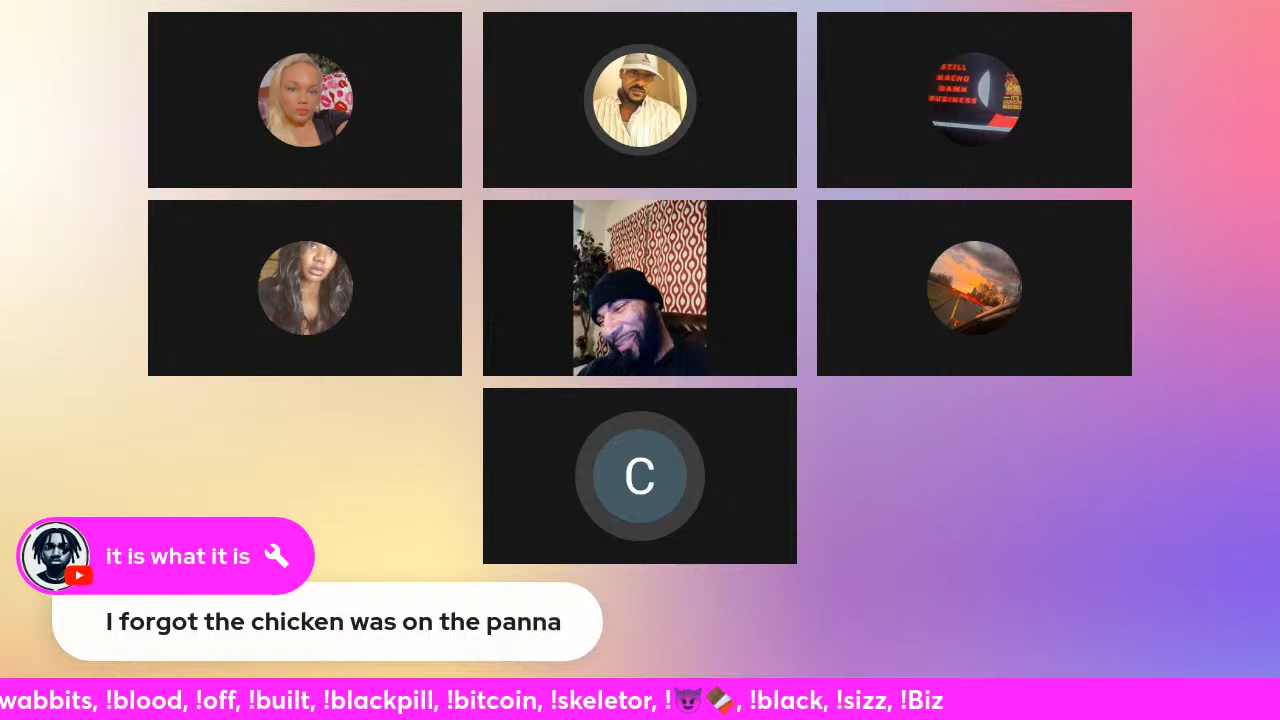 STILL
NACHO
DAMN
BUSINESS
C
it is what it is
I forgot the chicken was on the panna
wabbits, !blood, !off, !built, !blackpill, !bitcoin, !skeletor, !😈🍫, !black, !sizz, !Biz